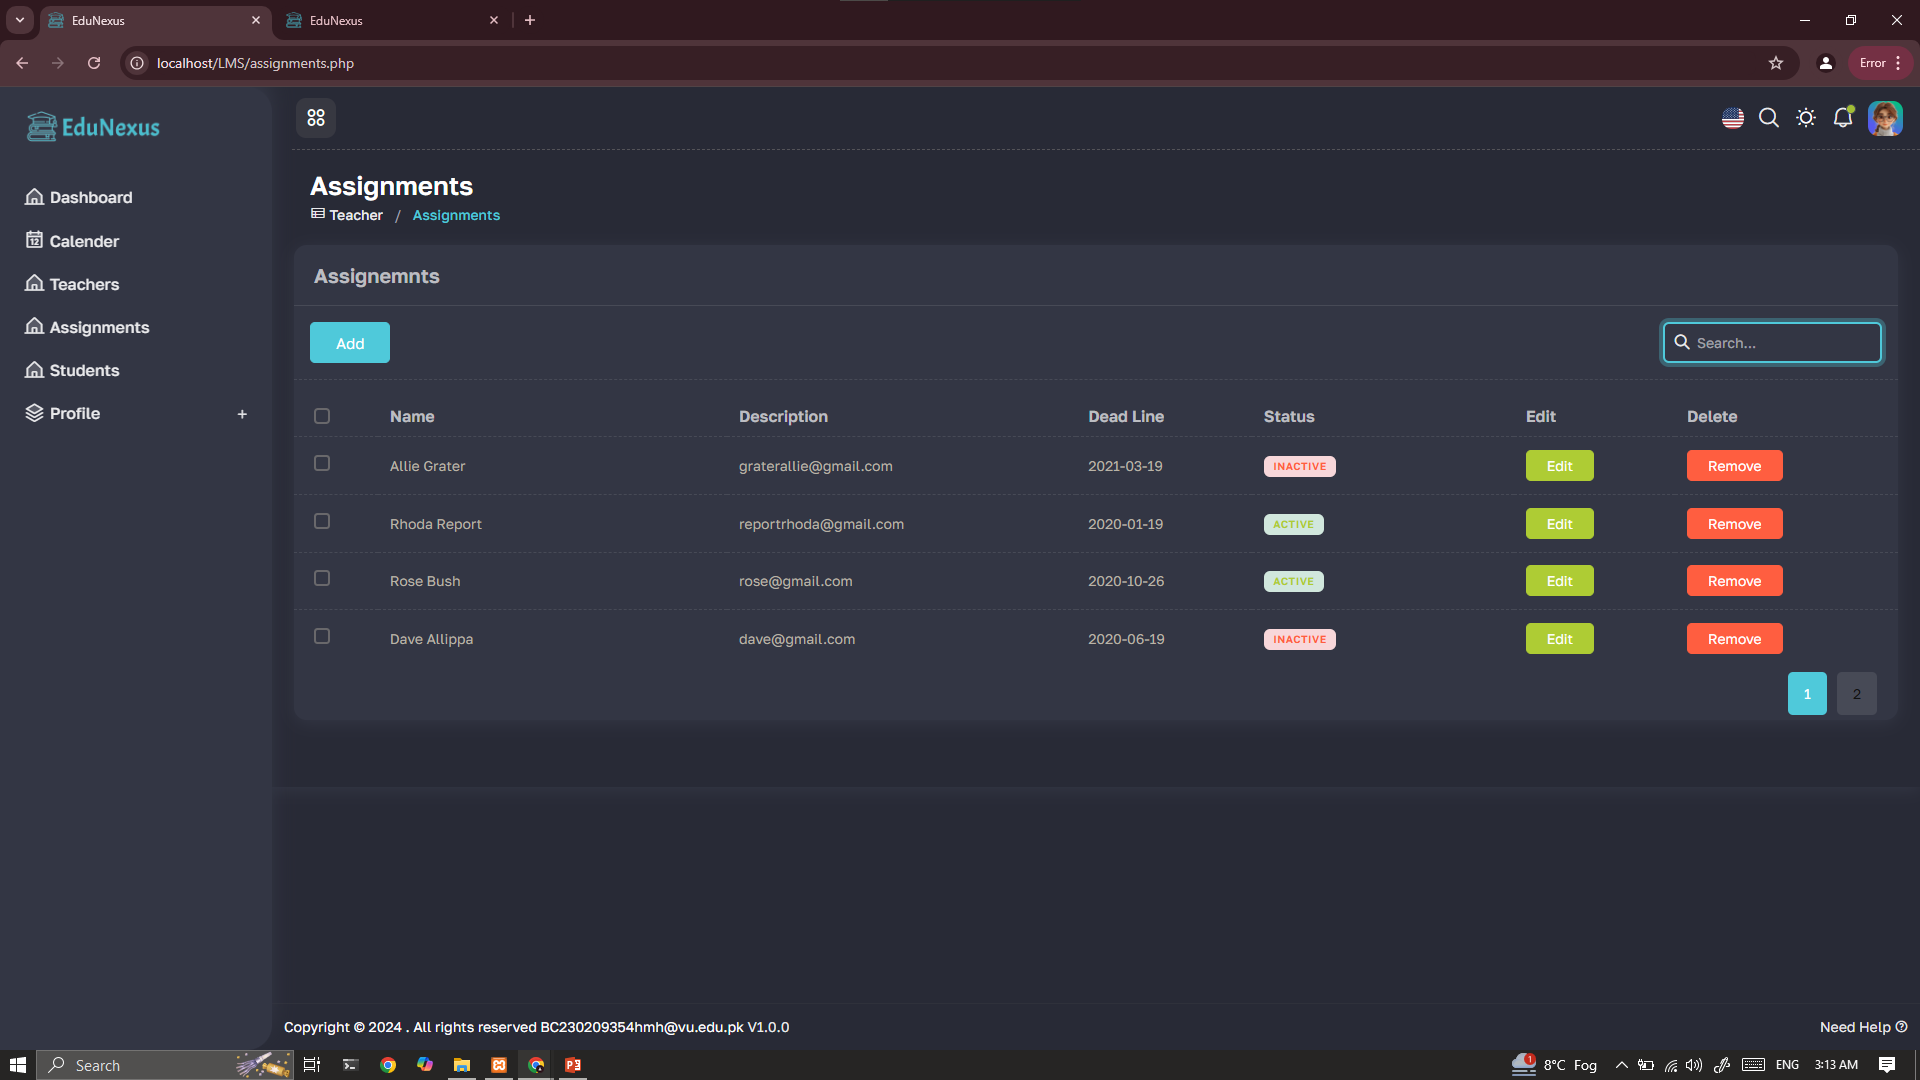 EduNexus
EduNexus
localhost/LMS/assignments.php
Error
EduNexus
Dashboard
12 Calender
Teachers
Assignments
Students
Profile +
Assignments
Teacher / Assignments
Assignemnts
Add
Search...
Name Description Dead Line Status Edit Delete
Allie Grater graterallie@gmail.com 2021-03-19 INACTIVE Edit Remove
Rhoda Report reportrhoda@gmail.com 2020-01-19 ACTIVE Edit Remove
Rose Bush rose@gmail.com 2020-10-26 ACTIVE Edit Remove
Dave Allippa dave@gmail.com 2020-06-19 INACTIVE Edit Remove
1 2
Copyright © 2024 . All rights reserved BC230209354hmh@vu.edu.pk V1.0.0
Need Help
Search
1 8°C Fog ENG 3:13 AM